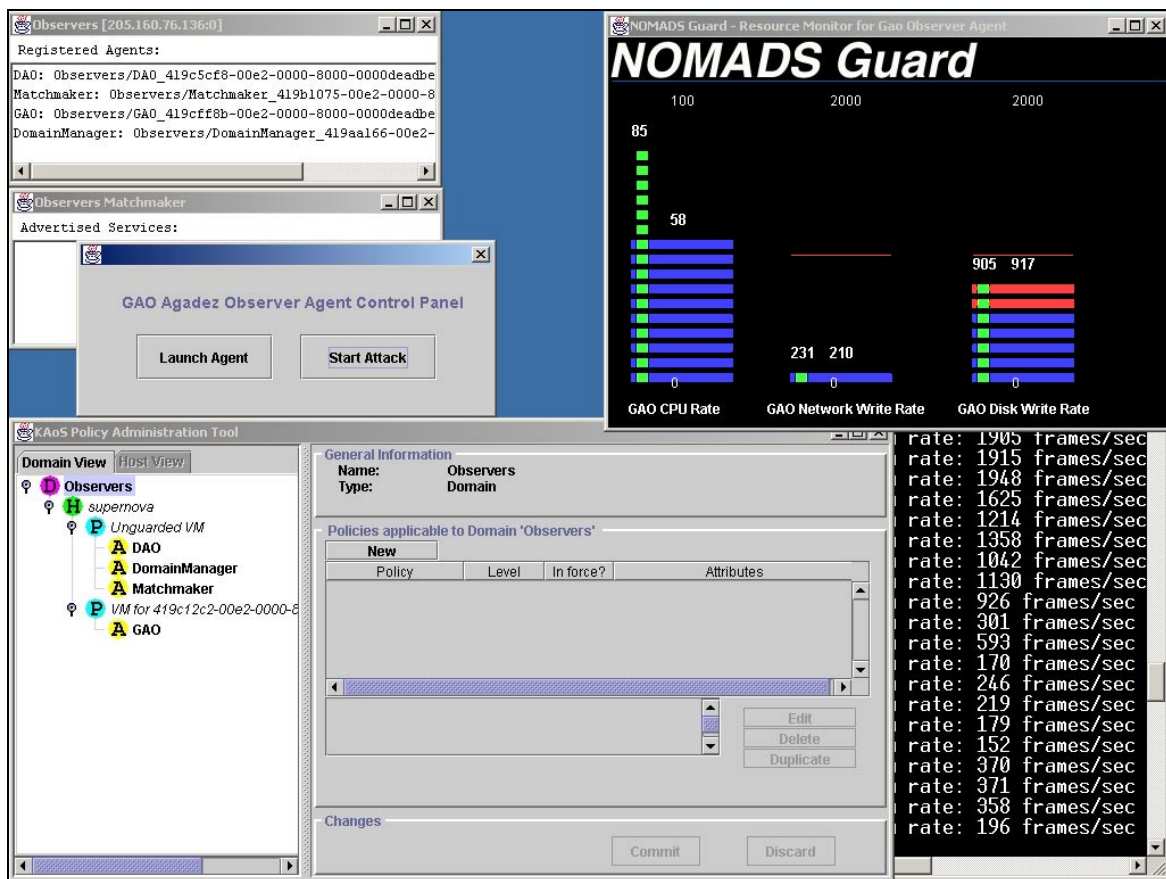 Observers [205.160.76.136:0]
Registered Agents:
DAO: Observers/DAO_419c5cf8-00e2-0000-8000-0000deadbe
Matchmaker: Observers/Matchmaker_419b1075-00e2-0000-8
GAO: Observers/GAO_419cff8b-00e2-0000-8000-0000deadbe
DomainManager: Observers/DomainManager_419aa166-00e2-
Observers Matchmaker
Advertised Services:
GAO Agadez Observer Agent Control Panel
Launch Agent
Start Attack
NOMADS Guard - Resource Monitor for Gao Observer Agent
NOMADS Guard
100 2000 2000
85
58
905 917
231 210
0 0 0
GAO CPU Rate GAO Network Write Rate GAO Disk Write Rate
KAoS Policy Administration Tool
Domain View Host View
D Observers
H supernova
P Unguarded VM
A DAO
A DomainManager
A Matchmaker
P VM for 419c12c2-00e2-0000-8
A GAO
General Information
Name: Observers
Type: Domain
Policies applicable to Domain 'Observers'
New
Policy Level In force? Attributes
Edit
Delete
Duplicate
Changes
Commit Discard
rate: 1905 frames/sec
rate: 1915 frames/sec
rate: 1948 frames/sec
rate: 1625 frames/sec
rate: 1214 frames/sec
rate: 1358 frames/sec
rate: 1042 frames/sec
rate: 1130 frames/sec
rate: 926 frames/sec
rate: 301 frames/sec
rate: 593 frames/sec
rate: 170 frames/sec
rate: 246 frames/sec
rate: 219 frames/sec
rate: 179 frames/sec
rate: 152 frames/sec
rate: 370 frames/sec
rate: 371 frames/sec
rate: 358 frames/sec
rate: 196 frames/sec